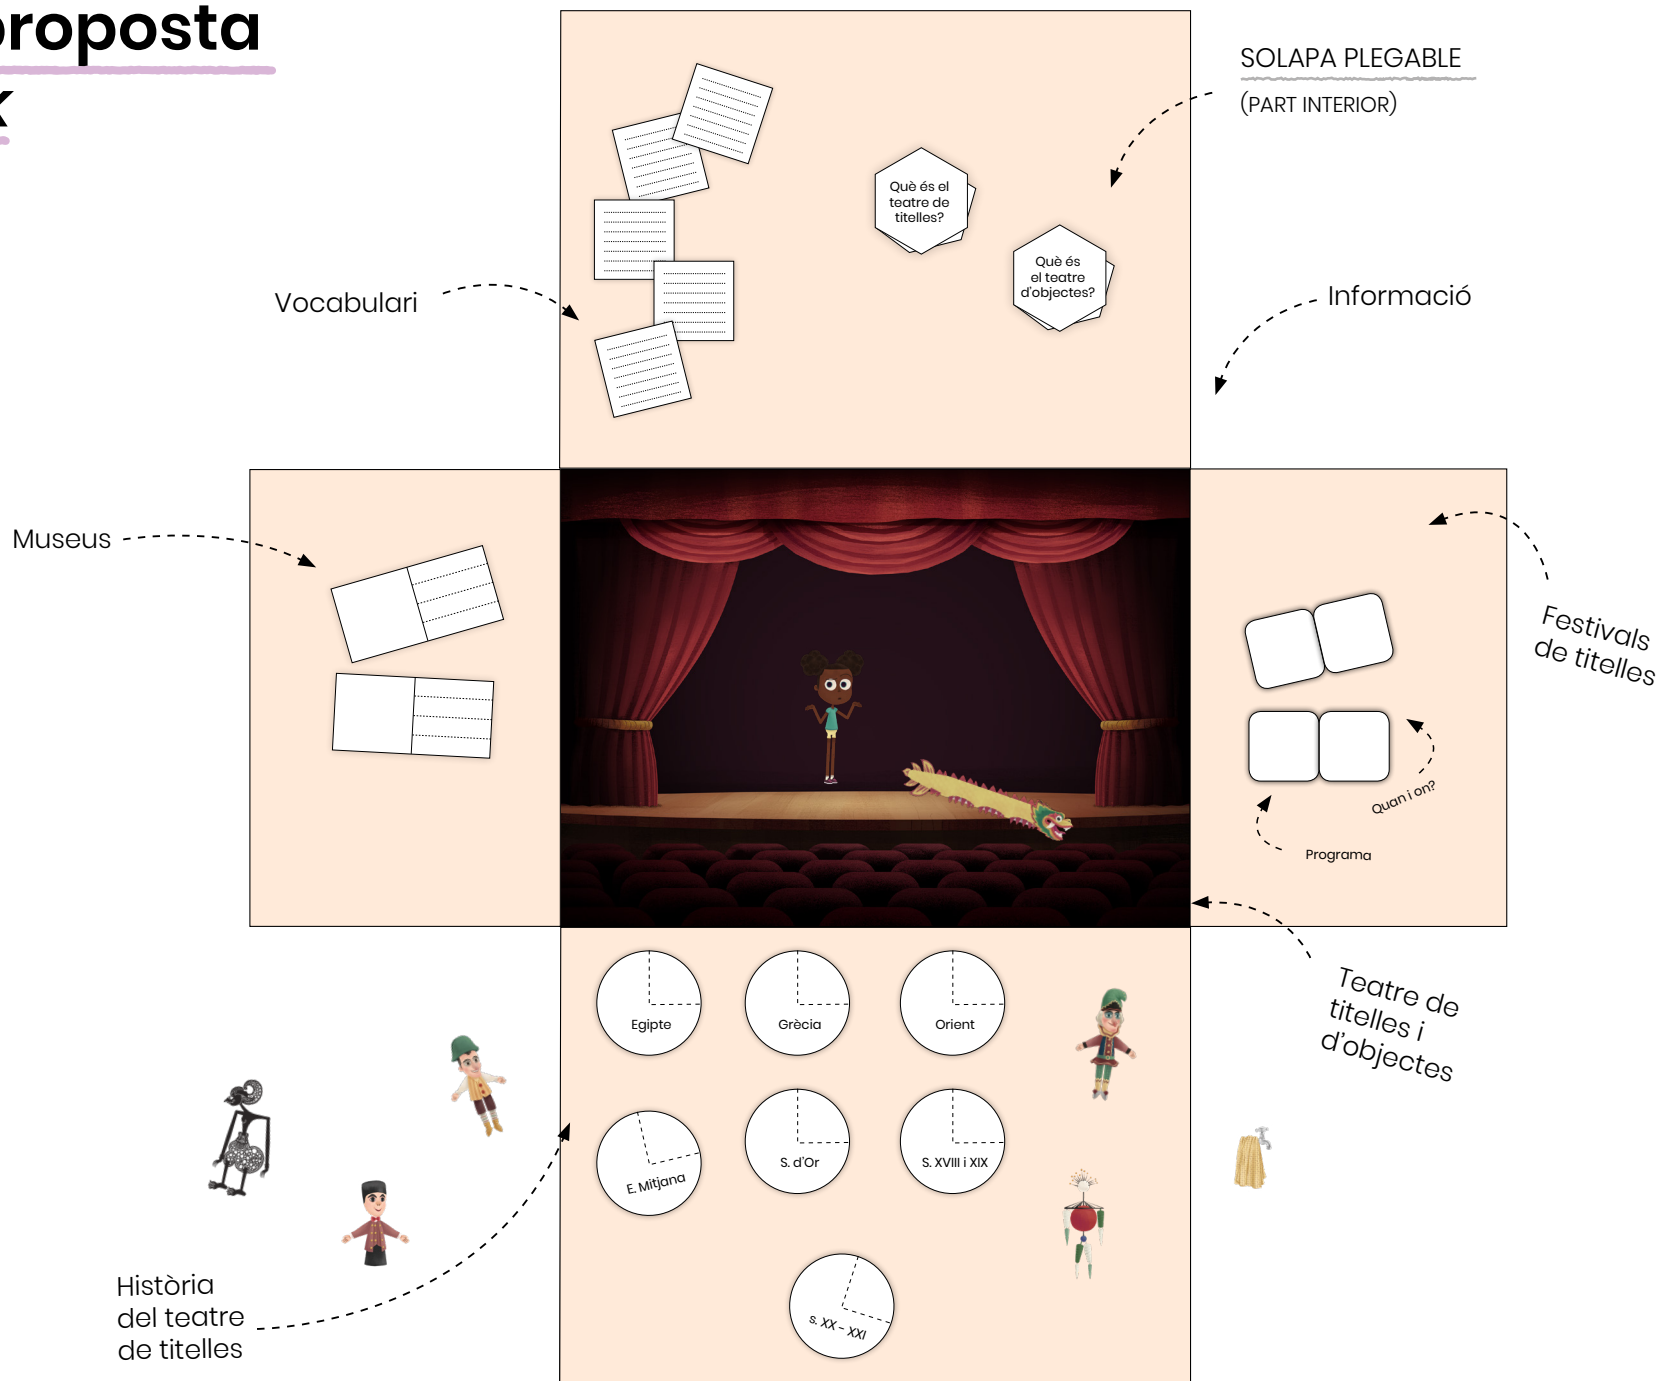 proposta
x
SOLAPA PLEGABLE
(PART INTERIOR)
Què és el
teatre de
titelles?
Què és
el teatre
d'objectes?
Vocabulari
Informació
Museus
Festivals
de titelles
Quan i on?
Programa
Teatre de
titelles i
d'objectes
Egipte
Grècia
Orient
E. Mitjana
S. d'Or
S. XVIII i XIX
s. XX - XXI
Història
del teatre
de titelles